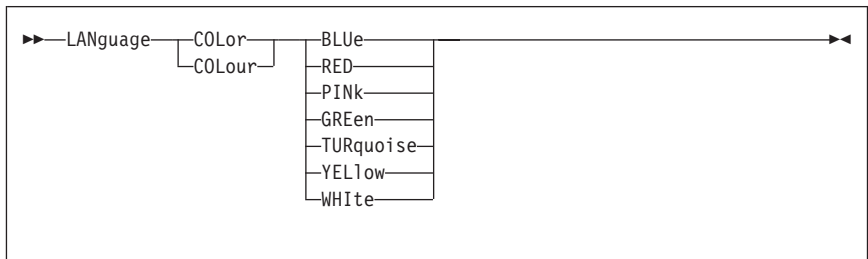 LANguage COLor BLUe
COLour RED
PINk
GREen
TURquoise
YELlow
WHIte